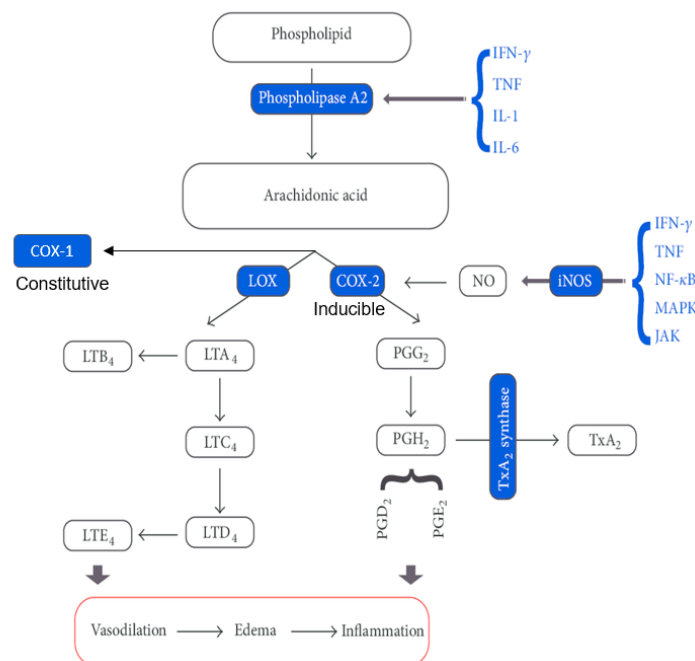 Phospholipid
Phospholipase A2
IFN-γ
TNF
IL-1
IL-6
Arachidonic acid
COX-1
Constitutive
LOX
COX-2
Inducible
NO
iNOS
IFN-γ
TNF
NF-κB
MAPK
JAK
LTB₄
LTA₄
PGG₂
LTC₄
PGH₂
TxA₂ synthase
TxA₂
PGD₂
PGE₂
LTE₄
LTD₄
Vasodilation
Edema
Inflammation